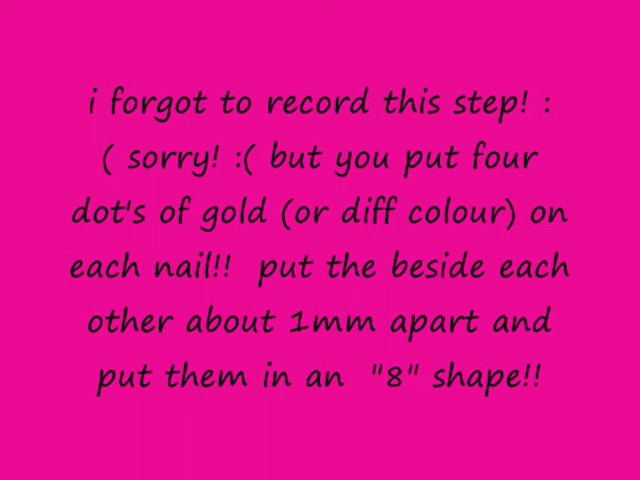 i forgot to record this step! :
( sorry! :( but you put four
dot's of gold (or diff colour) on
each nail!!  put the beside each
other about 1mm apart and
put them in an  "8" shape!!